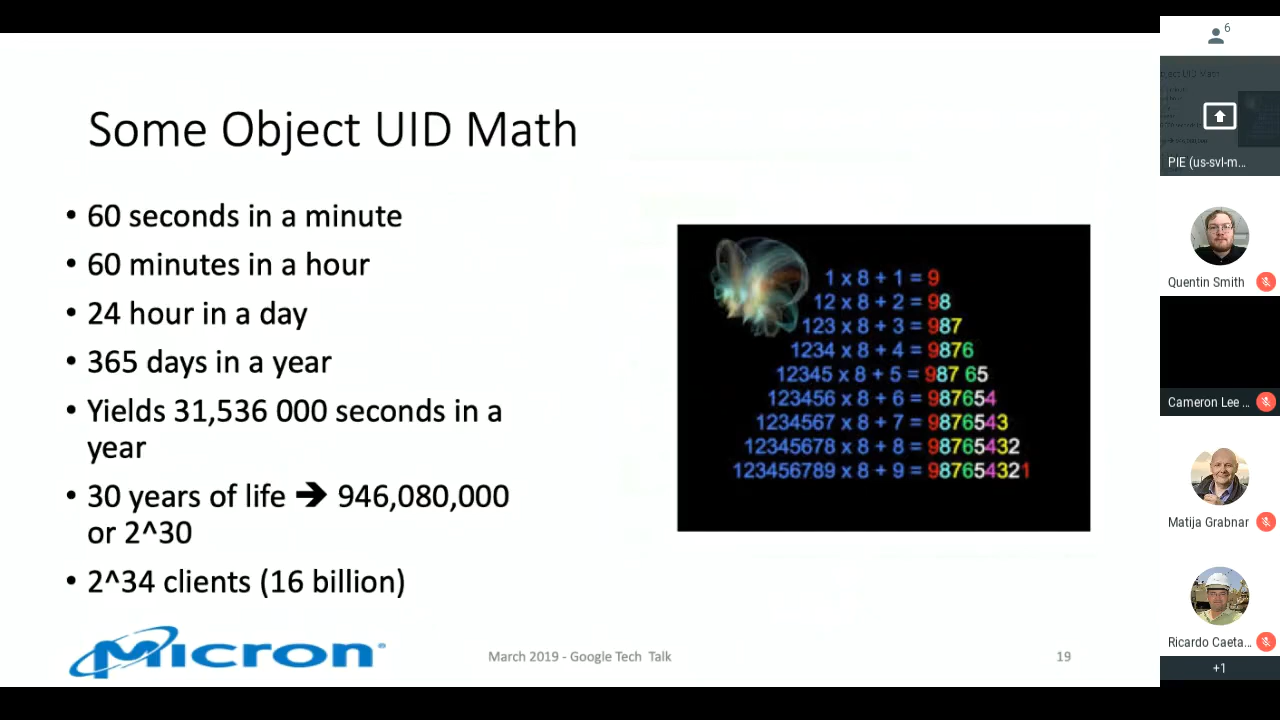 Some Object UID Math
• 60 seconds in a minute
• 60 minutes in a hour
• 24 hour in a day
• 365 days in a year
• Yields 31,536 000 seconds in a
year
• 30 years of life ➔ 946,080,000
or 2^30
• 2^34 clients (16 billion)
1 x 8 + 1 = 9
12 x 8 + 2 = 98
123 x 8 + 3 = 987
1234 x 8 + 4 = 9876
12345 x 8 + 5 = 987 65
123456 x 8 + 6 = 987654
1234567 x 8 + 7 = 9876543
12345678 x 8 + 8 = 98765432
123456789 x 8 + 9 = 987654321
Micron
March 2019 - Google Tech Talk
19
6
PIE (us-svl-m...
Quentin Smith
Cameron Lee ...
Matija Grabnar
Ricardo Caeta...
+1